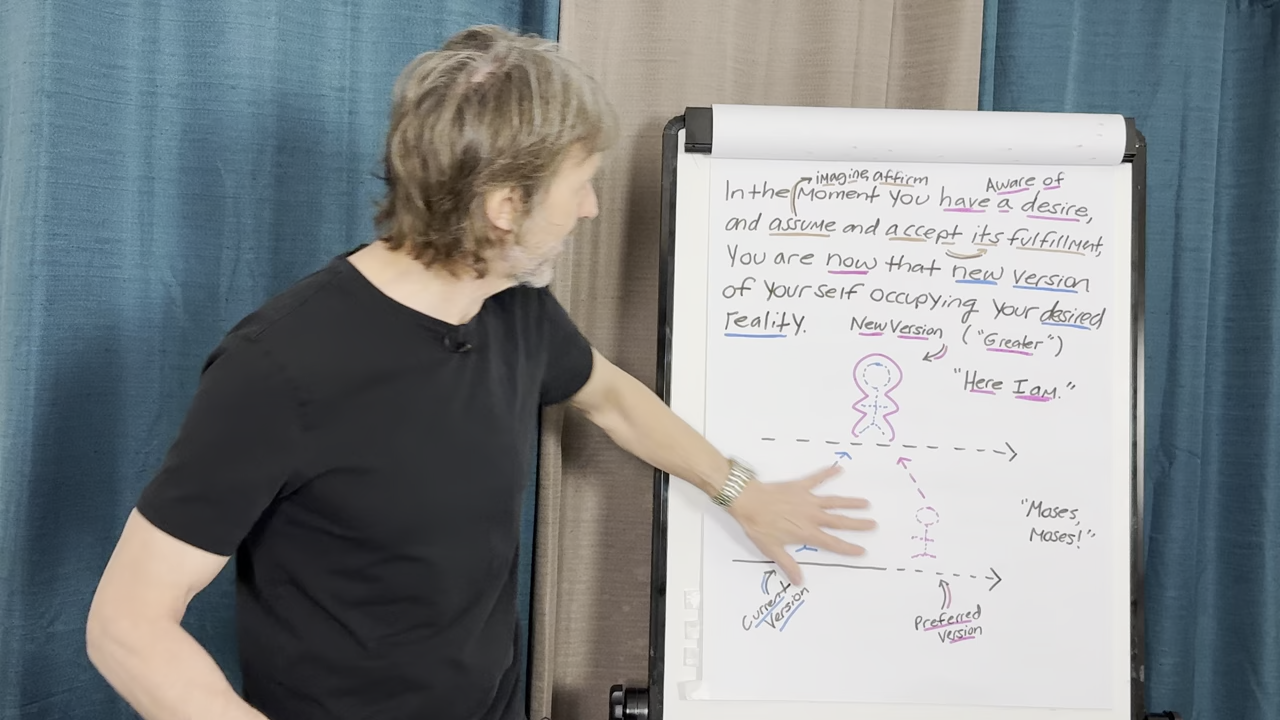 imagine, affirm
Aware of
In the Moment you have a desire,
and assume and accept its fulfillment,
You are now that new version
of yourself occupying your desired
reality.
New Version
("Greater")
"Here I am."
"Moses,
Moses!"
Current
Version
Preferred
Version